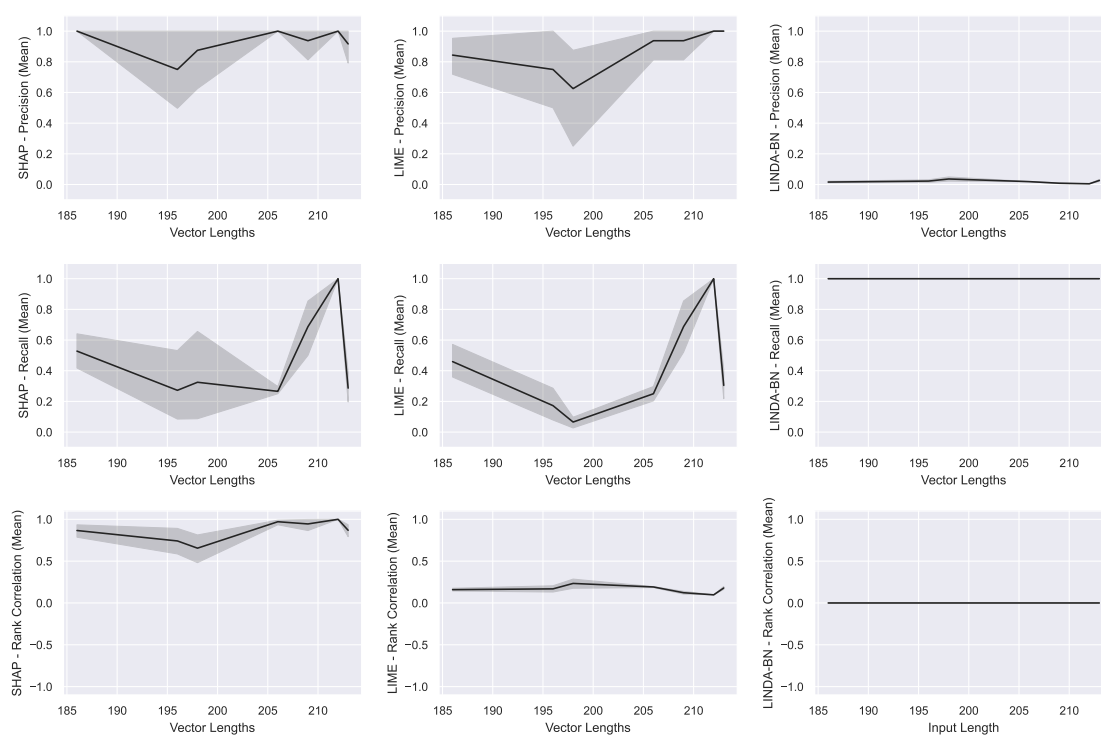 SHAP - Precision (Mean)
1.0
0.8
0.6
0.4
0.2
0.0
185 190 195 200 205 210
Vector Lengths
LIME - Precision (Mean)
1.0
0.8
0.6
0.4
0.2
0.0
185 190 195 200 205 210
Vector Lengths
LINDA-BN - Precision (Mean)
1.0
0.8
0.6
0.4
0.2
0.0
185 190 195 200 205 210
Vector Lengths
SHAP - Recall (Mean)
1.0
0.8
0.6
0.4
0.2
0.0
185 190 195 200 205 210
Vector Lengths
LIME - Recall (Mean)
1.0
0.8
0.6
0.4
0.2
0.0
185 190 195 200 205 210
Vector Lengths
LINDA-BN - Recall (Mean)
1.0
0.8
0.6
0.4
0.2
0.0
185 190 195 200 205 210
Vector Lengths
SHAP - Rank Correlation (Mean)
1.0
0.5
0.0
−0.5
−1.0
185 190 195 200 205 210
Vector Lengths
LIME - Rank Correlation (Mean)
1.0
0.5
0.0
−0.5
−1.0
185 190 195 200 205 210
Vector Lengths
LINDA-BN - Rank Correlation (Mean)
1.0
0.5
0.0
−0.5
−1.0
185 190 195 200 205 210
Input Length